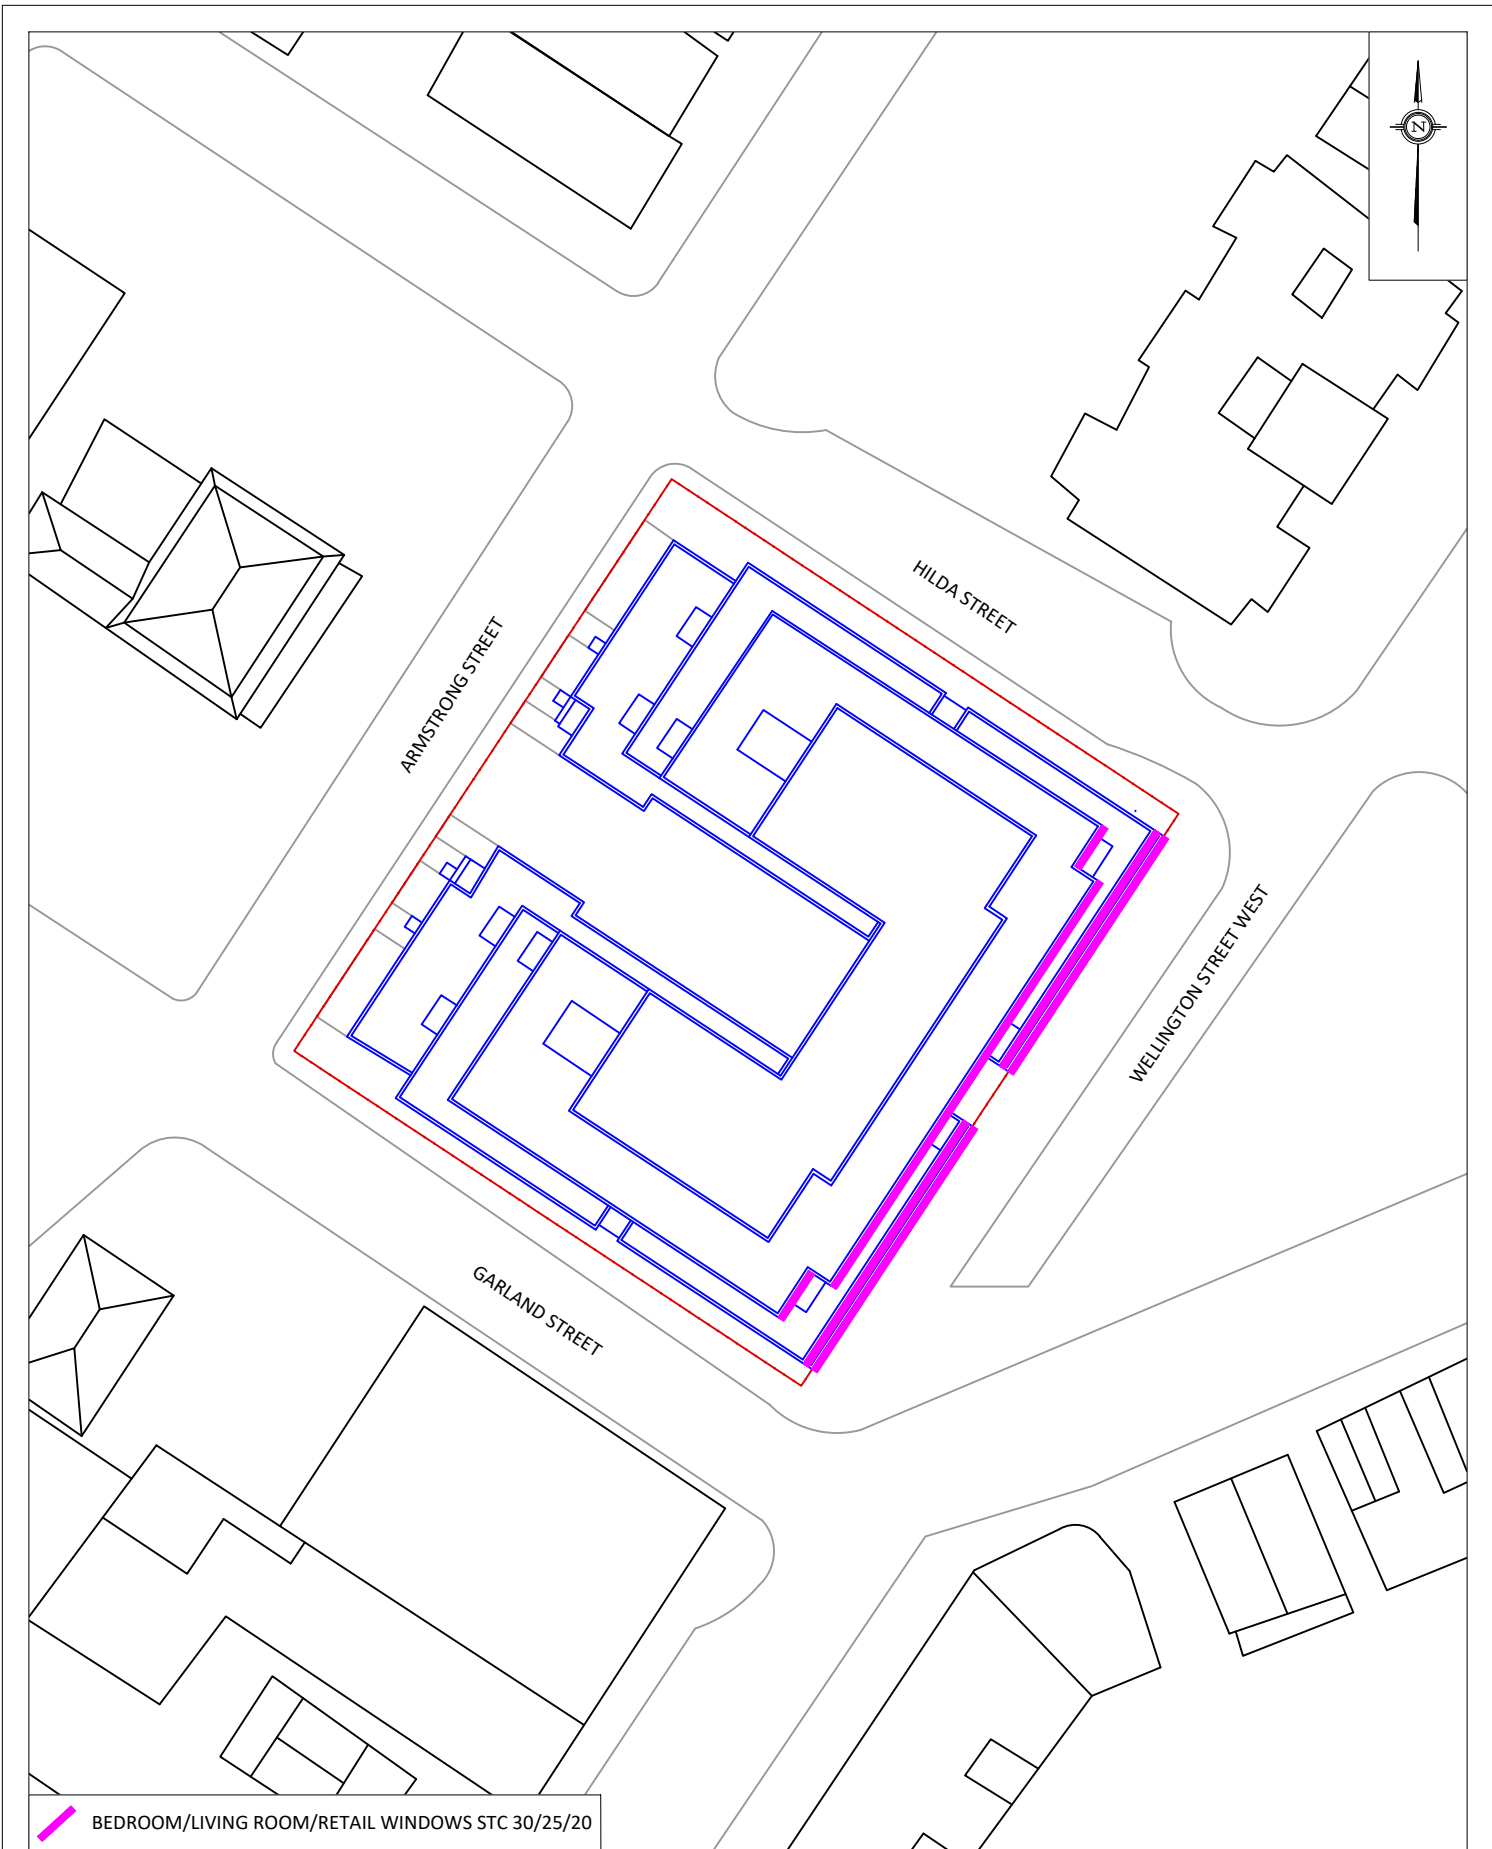 N
HILDA STREET
ARMSTRONG STREET
WELLINGTON STREET WEST
GARLAND STREET
BEDROOM/LIVING ROOM/RETAIL WINDOWS STC 30/25/20